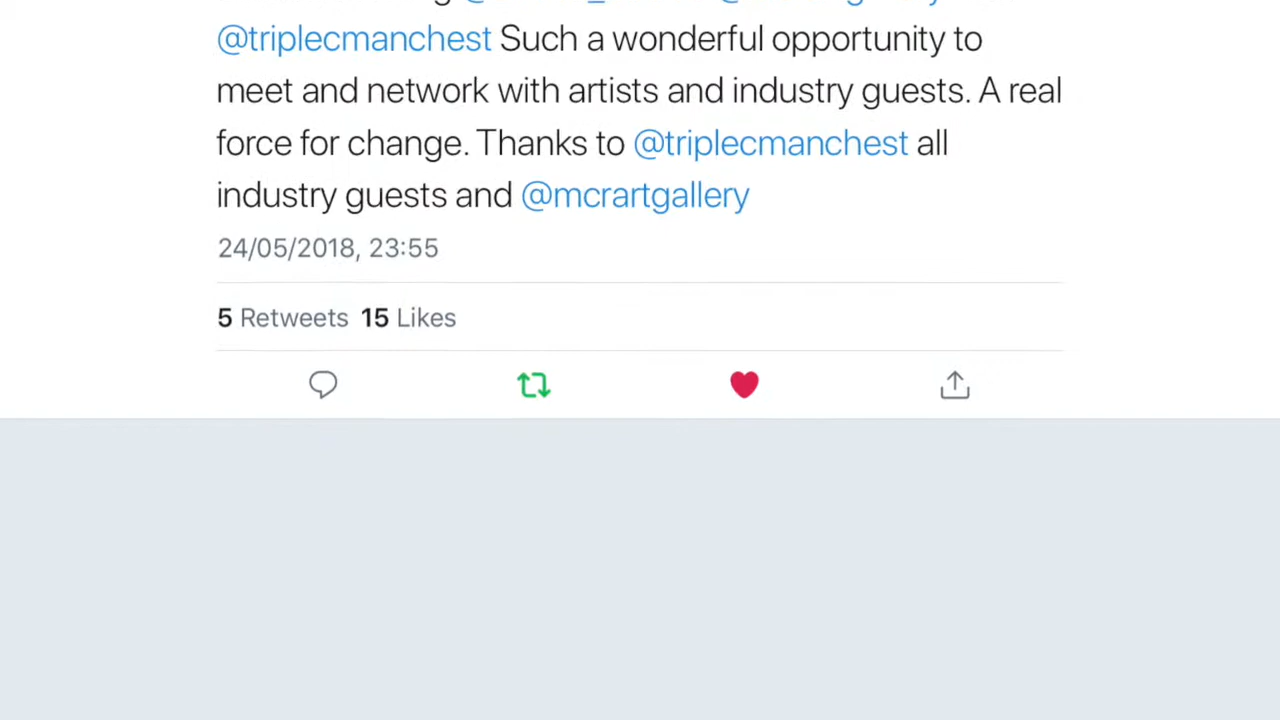 @triplecmanchest Such a wonderful opportunity to
meet and network with artists and industry guests. A real
force for change. Thanks to @triplecmanchest all
industry guests and @mcrartgallery
24/05/2018, 23:55
5 Retweets 15 Likes